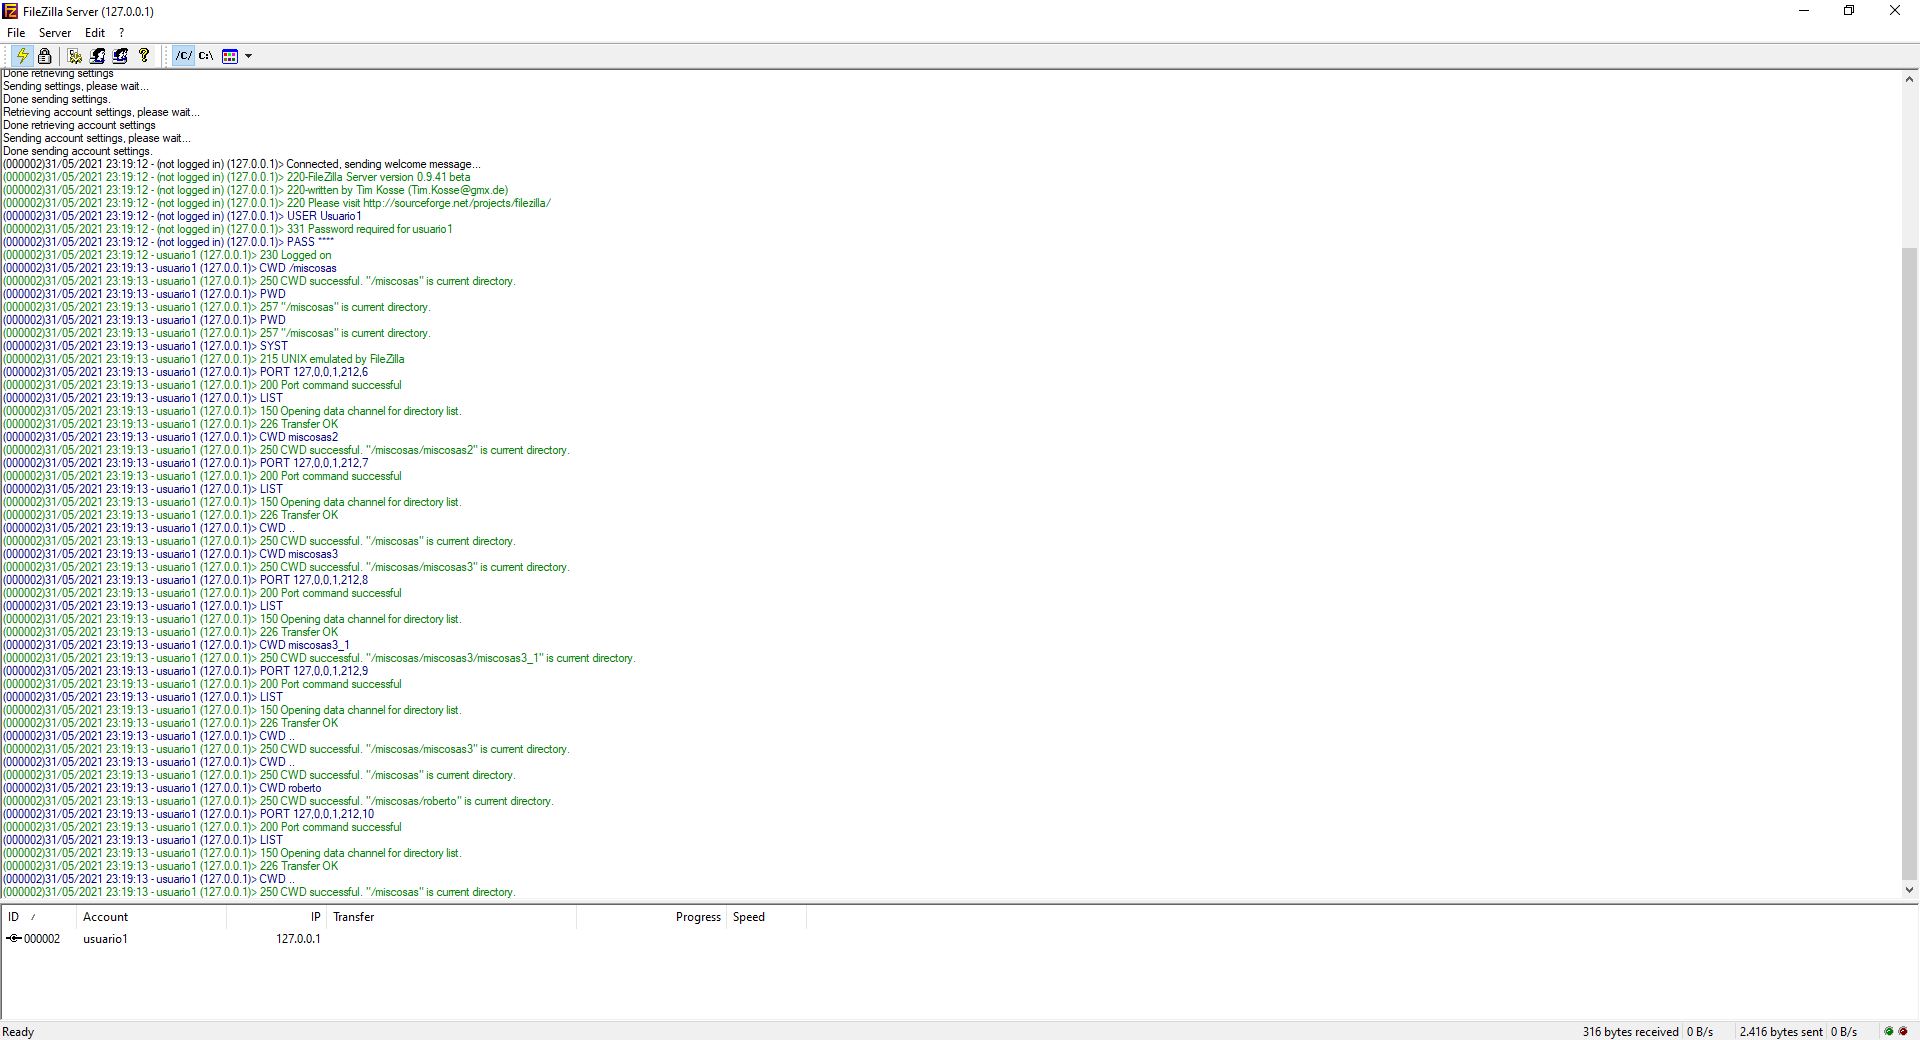 FileZilla Server (127.0.0.1)
File Server Edit ?
/C/ C:\
Done retrieving settings
Sending settings, please wait...
Done sending settings.
Retrieving account settings, please wait...
Done retrieving account settings
Sending account settings, please wait...
Done sending account settings.
(000002)31/05/2021 23:19:12 - (not logged in) (127.0.0.1)> Connected, sending welcome message...
(000002)31/05/2021 23:19:12 - (not logged in) (127.0.0.1)> 220-FileZilla Server version 0.9.41 beta
(000002)31/05/2021 23:19:12 - (not logged in) (127.0.0.1)> 220-written by Tim Kosse (Tim.Kosse@gmx.de)
(000002)31/05/2021 23:19:12 - (not logged in) (127.0.0.1)> 220 Please visit http://sourceforge.net/projects/filezilla/
(000002)31/05/2021 23:19:12 - (not logged in) (127.0.0.1)> USER Usuario1
(000002)31/05/2021 23:19:12 - (not logged in) (127.0.0.1)> 331 Password required for usuario1
(000002)31/05/2021 23:19:12 - (not logged in) (127.0.0.1)> PASS ****
(000002)31/05/2021 23:19:12 - usuario1 (127.0.0.1)> 230 Logged on
(000002)31/05/2021 23:19:13 - usuario1 (127.0.0.1)> CWD /miscosas
(000002)31/05/2021 23:19:13 - usuario1 (127.0.0.1)> 250 CWD successful. "/miscosas" is current directory.
(000002)31/05/2021 23:19:13 - usuario1 (127.0.0.1)> PWD
(000002)31/05/2021 23:19:13 - usuario1 (127.0.0.1)> 257 "/miscosas" is current directory.
(000002)31/05/2021 23:19:13 - usuario1 (127.0.0.1)> PWD
(000002)31/05/2021 23:19:13 - usuario1 (127.0.0.1)> 257 "/miscosas" is current directory.
(000002)31/05/2021 23:19:13 - usuario1 (127.0.0.1)> SYST
(000002)31/05/2021 23:19:13 - usuario1 (127.0.0.1)> 215 UNIX emulated by FileZilla
(000002)31/05/2021 23:19:13 - usuario1 (127.0.0.1)> PORT 127,0,0,1,212,6
(000002)31/05/2021 23:19:13 - usuario1 (127.0.0.1)> 200 Port command successful
(000002)31/05/2021 23:19:13 - usuario1 (127.0.0.1)> LIST
(000002)31/05/2021 23:19:13 - usuario1 (127.0.0.1)> 150 Opening data channel for directory list.
(000002)31/05/2021 23:19:13 - usuario1 (127.0.0.1)> 226 Transfer OK
(000002)31/05/2021 23:19:13 - usuario1 (127.0.0.1)> CWD miscosas2
(000002)31/05/2021 23:19:13 - usuario1 (127.0.0.1)> 250 CWD successful. "/miscosas/miscosas2" is current directory.
(000002)31/05/2021 23:19:13 - usuario1 (127.0.0.1)> PORT 127,0,0,1,212,7
(000002)31/05/2021 23:19:13 - usuario1 (127.0.0.1)> 200 Port command successful
(000002)31/05/2021 23:19:13 - usuario1 (127.0.0.1)> LIST
(000002)31/05/2021 23:19:13 - usuario1 (127.0.0.1)> 150 Opening data channel for directory list.
(000002)31/05/2021 23:19:13 - usuario1 (127.0.0.1)> 226 Transfer OK
(000002)31/05/2021 23:19:13 - usuario1 (127.0.0.1)> CWD ..
(000002)31/05/2021 23:19:13 - usuario1 (127.0.0.1)> 250 CWD successful. "/miscosas" is current directory.
(000002)31/05/2021 23:19:13 - usuario1 (127.0.0.1)> CWD miscosas3
(000002)31/05/2021 23:19:13 - usuario1 (127.0.0.1)> 250 CWD successful. "/miscosas/miscosas3" is current directory.
(000002)31/05/2021 23:19:13 - usuario1 (127.0.0.1)> PORT 127,0,0,1,212,8
(000002)31/05/2021 23:19:13 - usuario1 (127.0.0.1)> 200 Port command successful
(000002)31/05/2021 23:19:13 - usuario1 (127.0.0.1)> LIST
(000002)31/05/2021 23:19:13 - usuario1 (127.0.0.1)> 150 Opening data channel for directory list.
(000002)31/05/2021 23:19:13 - usuario1 (127.0.0.1)> 226 Transfer OK
(000002)31/05/2021 23:19:13 - usuario1 (127.0.0.1)> CWD miscosas3_1
(000002)31/05/2021 23:19:13 - usuario1 (127.0.0.1)> 250 CWD successful. "/miscosas/miscosas3/miscosas3_1" is current directory.
(000002)31/05/2021 23:19:13 - usuario1 (127.0.0.1)> PORT 127,0,0,1,212,9
(000002)31/05/2021 23:19:13 - usuario1 (127.0.0.1)> 200 Port command successful
(000002)31/05/2021 23:19:13 - usuario1 (127.0.0.1)> LIST
(000002)31/05/2021 23:19:13 - usuario1 (127.0.0.1)> 150 Opening data channel for directory list.
(000002)31/05/2021 23:19:13 - usuario1 (127.0.0.1)> 226 Transfer OK
(000002)31/05/2021 23:19:13 - usuario1 (127.0.0.1)> CWD ..
(000002)31/05/2021 23:19:13 - usuario1 (127.0.0.1)> 250 CWD successful. "/miscosas/miscosas3" is current directory.
(000002)31/05/2021 23:19:13 - usuario1 (127.0.0.1)> CWD ..
(000002)31/05/2021 23:19:13 - usuario1 (127.0.0.1)> 250 CWD successful. "/miscosas" is current directory.
(000002)31/05/2021 23:19:13 - usuario1 (127.0.0.1)> CWD roberto
(000002)31/05/2021 23:19:13 - usuario1 (127.0.0.1)> 250 CWD successful. "/miscosas/roberto" is current directory.
(000002)31/05/2021 23:19:13 - usuario1 (127.0.0.1)> PORT 127,0,0,1,212,10
(000002)31/05/2021 23:19:13 - usuario1 (127.0.0.1)> 200 Port command successful
(000002)31/05/2021 23:19:13 - usuario1 (127.0.0.1)> LIST
(000002)31/05/2021 23:19:13 - usuario1 (127.0.0.1)> 150 Opening data channel for directory list.
(000002)31/05/2021 23:19:13 - usuario1 (127.0.0.1)> 226 Transfer OK
(000002)31/05/2021 23:19:13 - usuario1 (127.0.0.1)> CWD ..
(000002)31/05/2021 23:19:13 - usuario1 (127.0.0.1)> 250 CWD successful. "/miscosas" is current directory.
ID / Account IP Transfer Progress Speed
000002 usuario1 127.0.0.1
Ready 316 bytes received 0 B/s 2.416 bytes sent 0 B/s